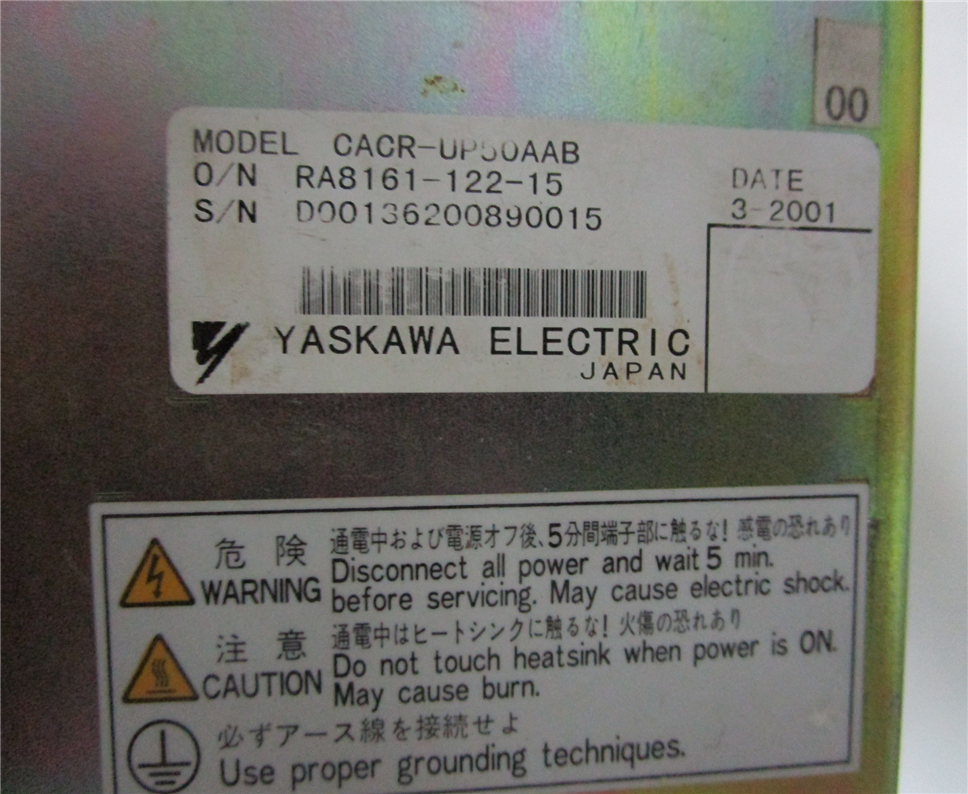 00
MODEL CACR-UP50AAB
O/N RA8161-122-15
S/N D00136200890015
DATE
3-2001
YASKAWA ELECTRIC
JAPAN
危険 通電中および電源オフ後、5分間端子部に触るな! 感電の恐れあり
WARNING Disconnect all power and wait 5 min.
before servicing. May cause electric shock.
注意 通電中はヒートシンクに触るな! 火傷の恐れあり
CAUTION Do not touch heatsink when power is ON.
May cause burn.
必ずアース線を接続せよ
Use proper grounding techniques.